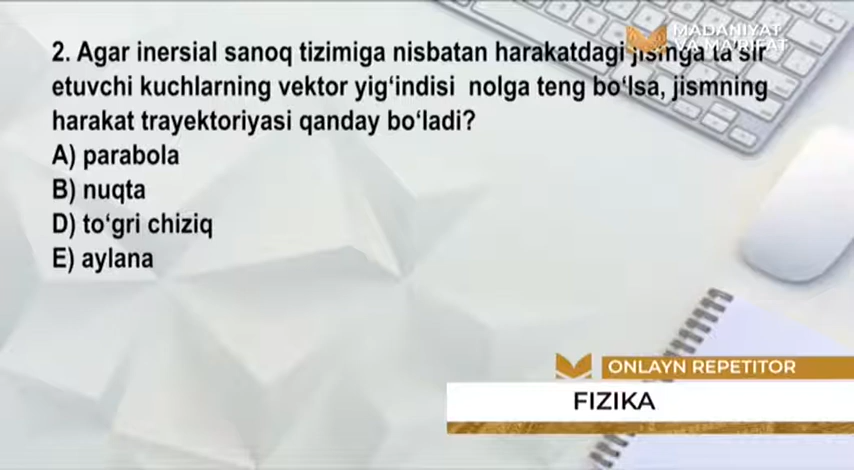 MADANIYAT
VA MA'RIFAT
2. Agar inersial sanoq tizimiga nisbatan harakatdagi jismga ta'sir
etuvchi kuchlarning vektor yig‘indisi nolga teng bo‘lsa, jismning
harakat trayektoriyasi qanday bo‘ladi?
A) parabola
B) nuqta
D) to‘gri chiziq
E) aylana
ONLAYN REPETITOR
FIZIKA